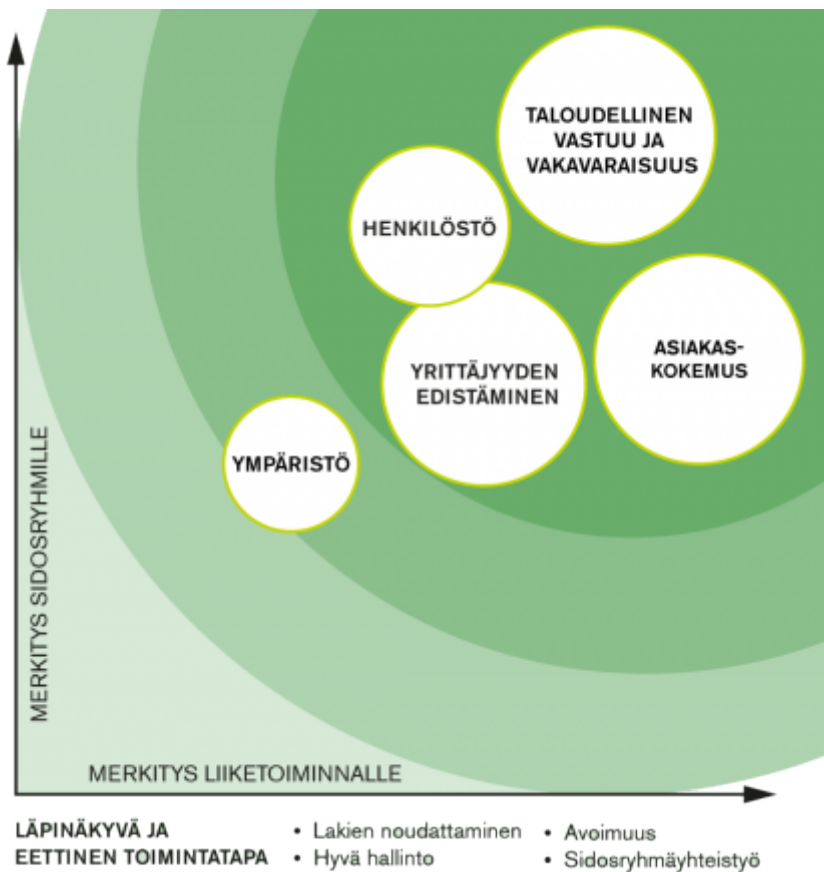 TALOUDELLINEN
VASTUU JA
VAKAVARAISUUS
HENKILÖSTÖ
YRITTÄJYYDEN
EDISTÄMINEN
ASIAKAS-
KOKEMUS
YMPÄRISTÖ
MERKITYS SIDOSRYHMILLE
MERKITYS LIIKETOIMINNALLE
LÄPINÄKYVÄ JA
EETTINEN TOIMINTATAPA
• Lakien noudattaminen
• Hyvä hallinto
• Avoimuus
• Sidosryhmäyhteistyö